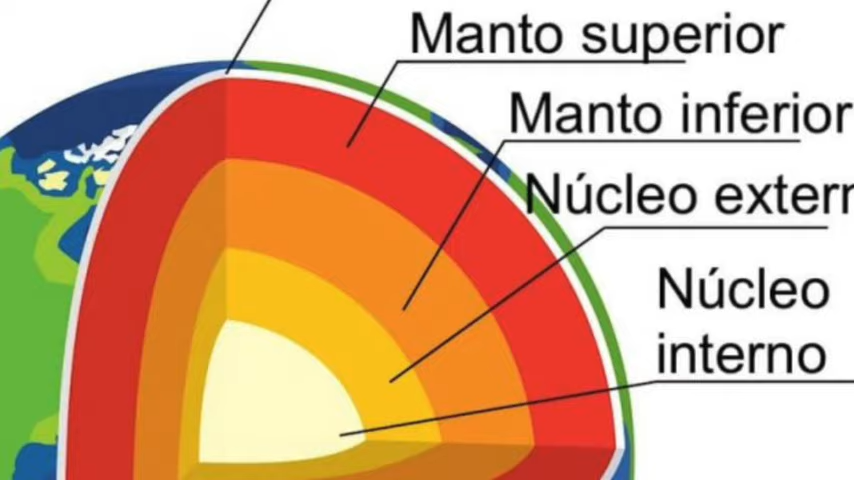 Manto superior
Manto inferior
Núcleo extern
Núcleo
interno